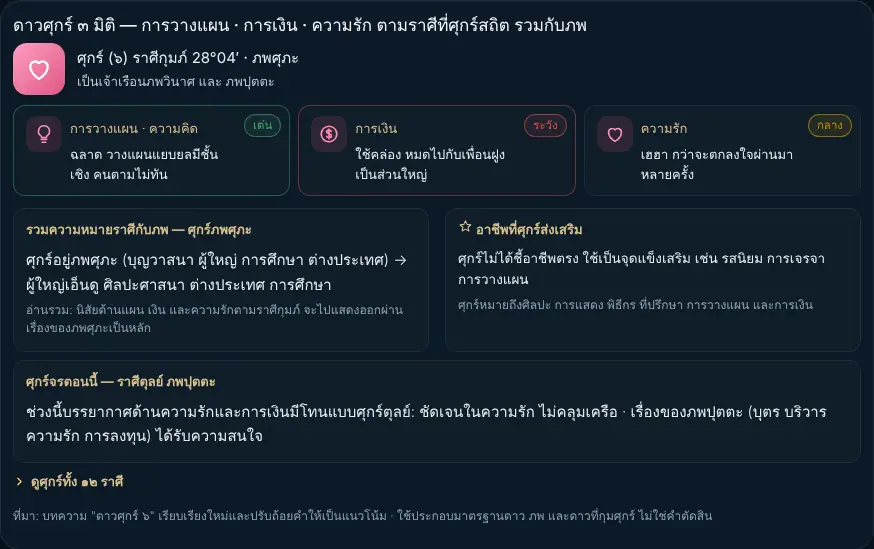 ดาวศุกร์ ๓ มิติ — การวางแผน · การเงิน · ความรัก ตามราศีที่ศุกร์สถิต รวมกับภพ
ศุกร์ (๖) ราศีกุมภ์ 28°04′ · ภพศุภะ
เป็นเจ้าเรือนภพวินาศ และ ภพปุตตะ
การวางแผน · ความคิด
เด่น
ฉลาด วางแผนแยบยลมีชั้น
เชิง คนตามไม่ทัน
การเงิน
ระวัง
ใช้คล่อง หมดไปกับเพื่อนฝูง
เป็นส่วนใหญ่
ความรัก
กลาง
เฮฮา กว่าจะตกลงใจผ่านมา
หลายครั้ง
รวมความหมายราศีกับภพ — ศุกร์ภพศุภะ
ศุกร์อยู่ภพศุภะ (บุญวาสนา ผู้ใหญ่ การศึกษา ต่างประเทศ) →
ผู้ใหญ่เอ็นดู ศิลปะศาสนา ต่างประเทศ การศึกษา
อ่านรวม: นิสัยด้านแผน เงิน และความรักตามราศีกุมภ์ จะไปแสดงออกผ่าน
เรื่องของภพศุภะเป็นหลัก
อาชีพที่ศุกร์ส่งเสริม
ศุกร์ไม่ได้ชี้อาชีพตรง ใช้เป็นจุดแข็งเสริม เช่น รสนิยม การเจรจา
การวางแผน
ศุกร์หมายถึงศิลปะ การแสดง พิธีกร ที่ปรึกษา การวางแผน และการเงิน
ศุกร์จรตอนนี้ — ราศีตุลย์ ภพปุตตะ
ช่วงนี้บรรยากาศด้านความรักและการเงินมีโทนแบบศุกร์ตุลย์: ชัดเจนในความรัก ไม่คลุมเครือ · เรื่องของภพปุตตะ (บุตร บริวาร
ความรัก การลงทุน) ได้รับความสนใจ
ดูศุกร์ทั้ง ๑๒ ราศี
ที่มา: บทความ "ดาวศุกร์ ๖" เรียบเรียงใหม่และปรับถ้อยคำให้เป็นแนวโน้ม · ใช้ประกอบมาตรฐานดาว ภพ และดาวที่กุมศุกร์ ไม่ใช่คำตัดสิน